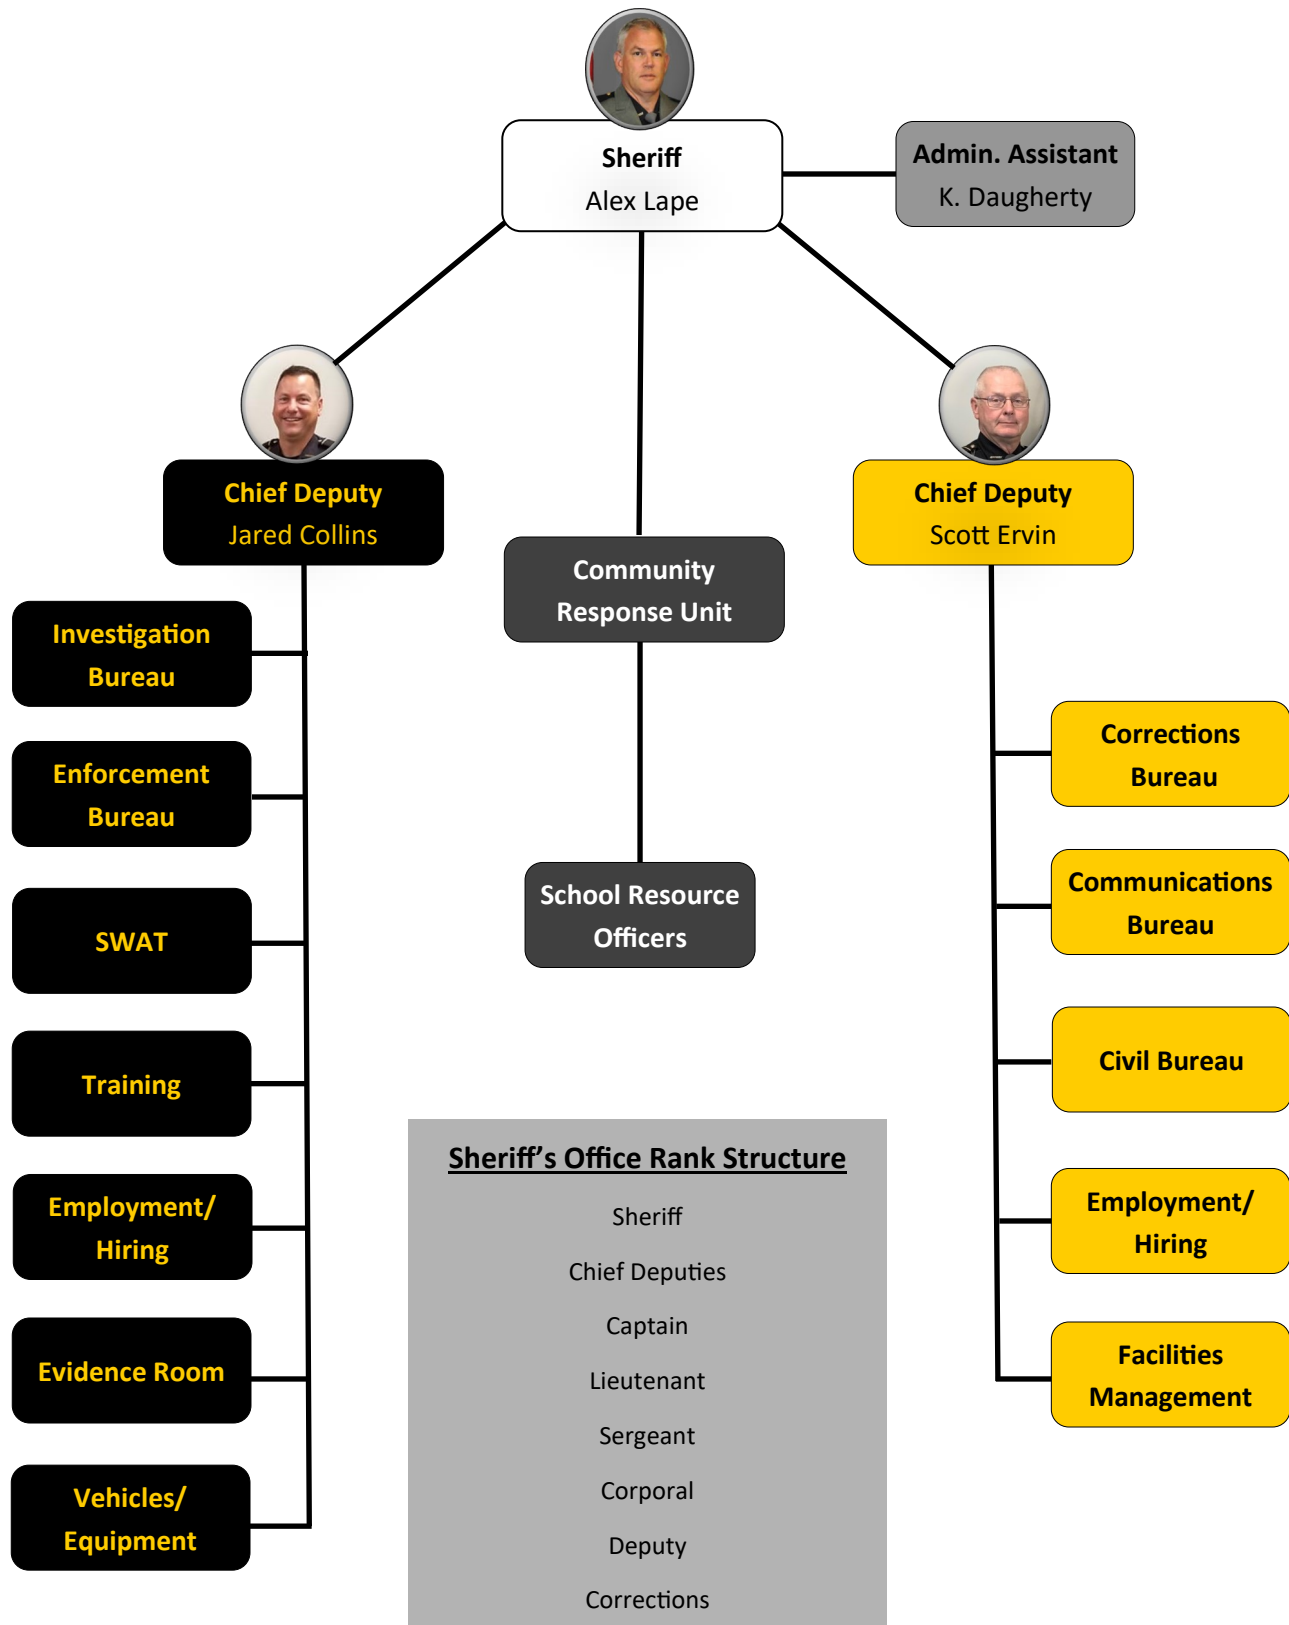 Sheriff
Alex Lape
Admin. Assistant
K. Daugherty
Chief Deputy
Jared Collins
Chief Deputy
Scott Ervin
Community
Response Unit
School Resource
Officers
Investigation
Bureau
Enforcement
Bureau
SWAT
Training
Employment/
Hiring
Evidence Room
Vehicles/
Equipment
Corrections
Bureau
Communications
Bureau
Civil Bureau
Employment/
Hiring
Facilities
Management
Sheriff’s Office Rank Structure
Sheriff
Chief Deputies
Captain
Lieutenant
Sergeant
Corporal
Deputy
Corrections